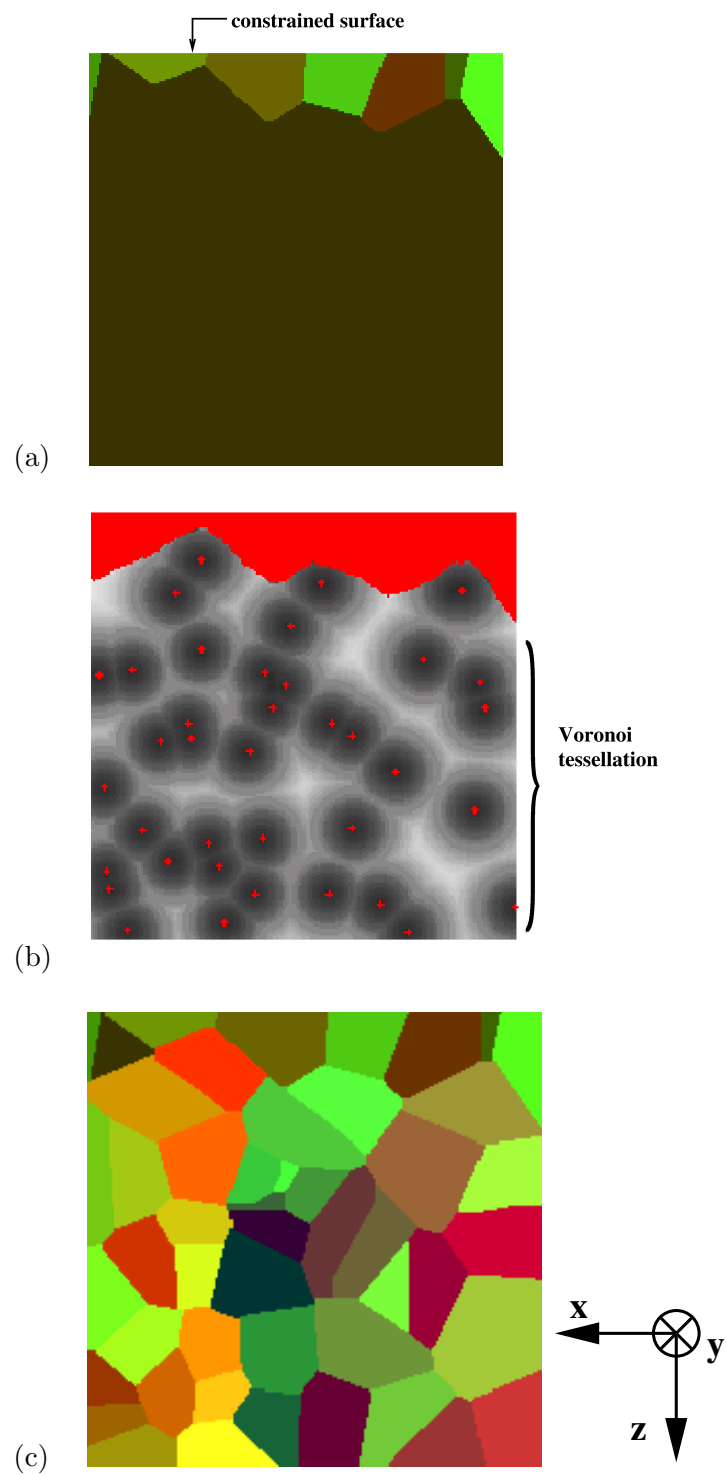 constrained surface
(a)
Voronoi
tessellation
(b)
x
y
z
(c)